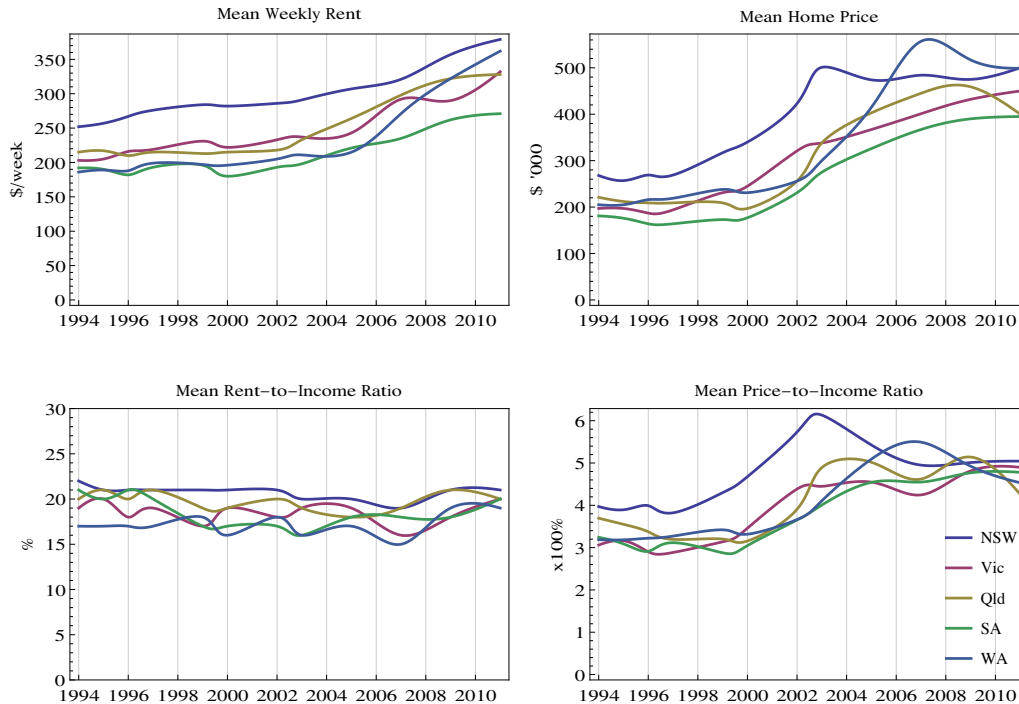 Mean Weekly Rent
$/week
350
300
250
200
150
100
50
0
1994 1996 1998 2000 2002 2004 2006 2008 2010
Mean Home Price
$ '000
500
400
300
200
100
0
1994 1996 1998 2000 2002 2004 2006 2008 2010
Mean Rent-to-Income Ratio
%
30
25
20
15
10
5
0
1994 1996 1998 2000 2002 2004 2006 2008 2010
Mean Price-to-Income Ratio
x100%
6
5
4
3
2
1
0
1994 1996 1998 2000 2002 2004 2006 2008 2010
NSW
Vic
Qld
SA
WA